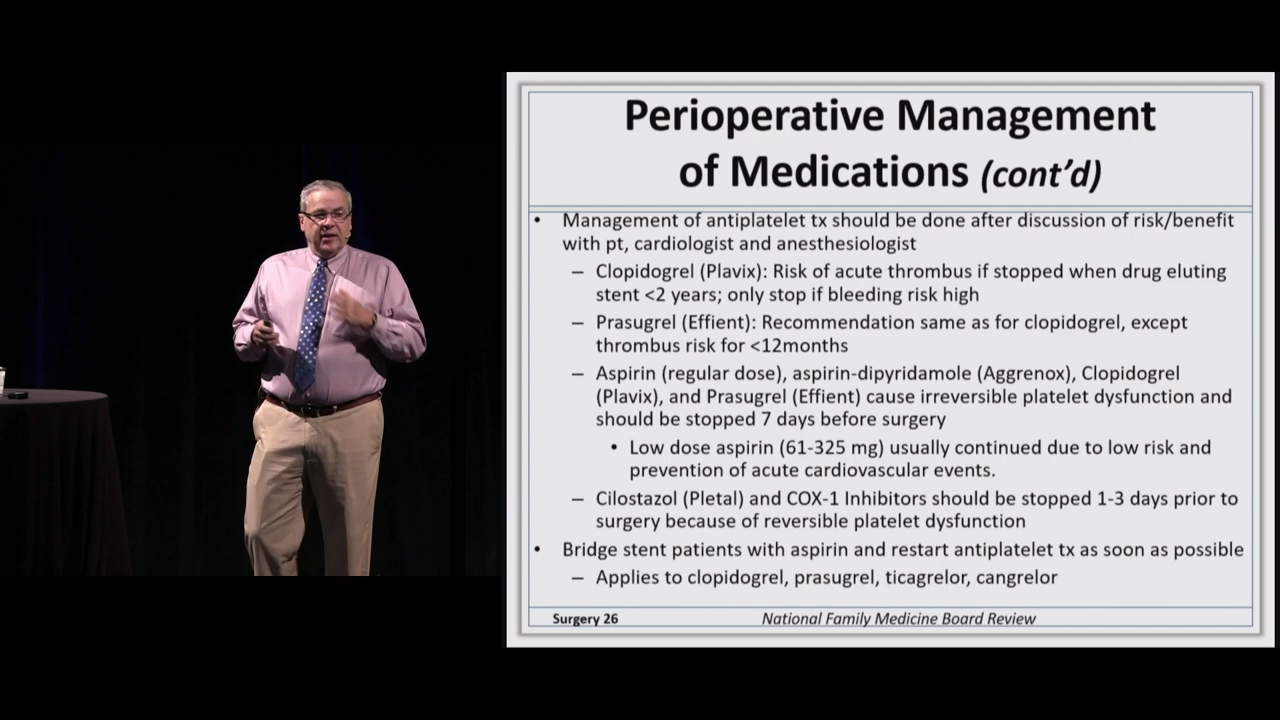 Perioperative Management
of Medications (cont'd)
• Management of antiplatelet tx should be done after discussion of risk/benefit
with pt, cardiologist and anesthesiologist
– Clopidogrel (Plavix): Risk of acute thrombus if stopped when drug eluting
stent <2 years; only stop if bleeding risk high
– Prasugrel (Effient): Recommendation same as for clopidogrel, except
thrombus risk for <12months
– Aspirin (regular dose), aspirin-dipyridamole (Aggrenox), Clopidogrel
(Plavix), and Prasugrel (Effient) cause irreversible platelet dysfunction and
should be stopped 7 days before surgery
• Low dose aspirin (61-325 mg) usually continued due to low risk and
prevention of acute cardiovascular events.
– Cilostazol (Pletal) and COX-1 Inhibitors should be stopped 1-3 days prior to
surgery because of reversible platelet dysfunction
• Bridge stent patients with aspirin and restart antiplatelet tx as soon as possible
– Applies to clopidogrel, prasugrel, ticagrelor, cangrelor
Surgery 26
National Family Medicine Board Review